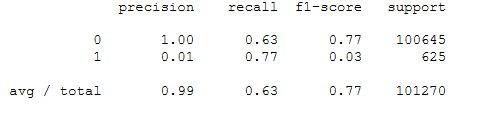 precision recall f1-score support
0 1.00 0.63 0.77 100645
1 0.01 0.77 0.03 625
avg / total 0.99 0.63 0.77 101270